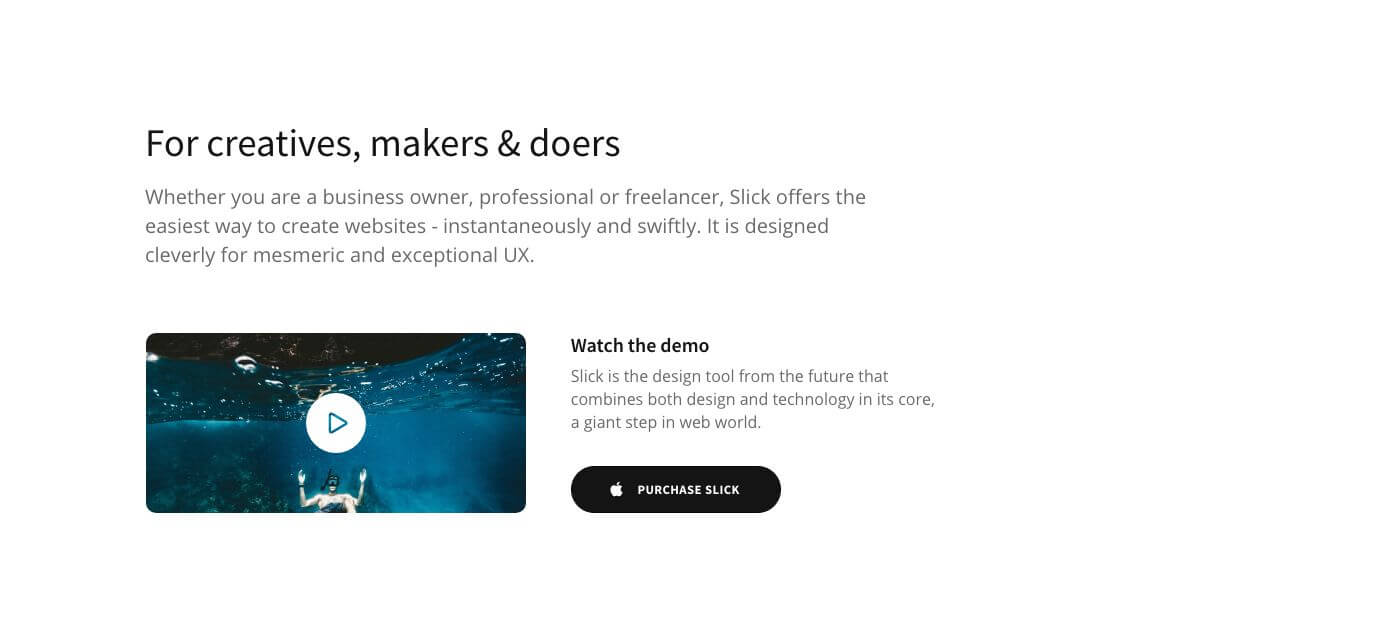 For creatives, makers & doers
Whether you are a business owner, professional or freelancer, Slick offers the
easiest way to create websites - instantaneously and swiftly. It is designed
cleverly for mesmeric and exceptional UX.
Watch the demo
Slick is the design tool from the future that
combines both design and technology in its core,
a giant step in web world.
PURCHASE SLICK